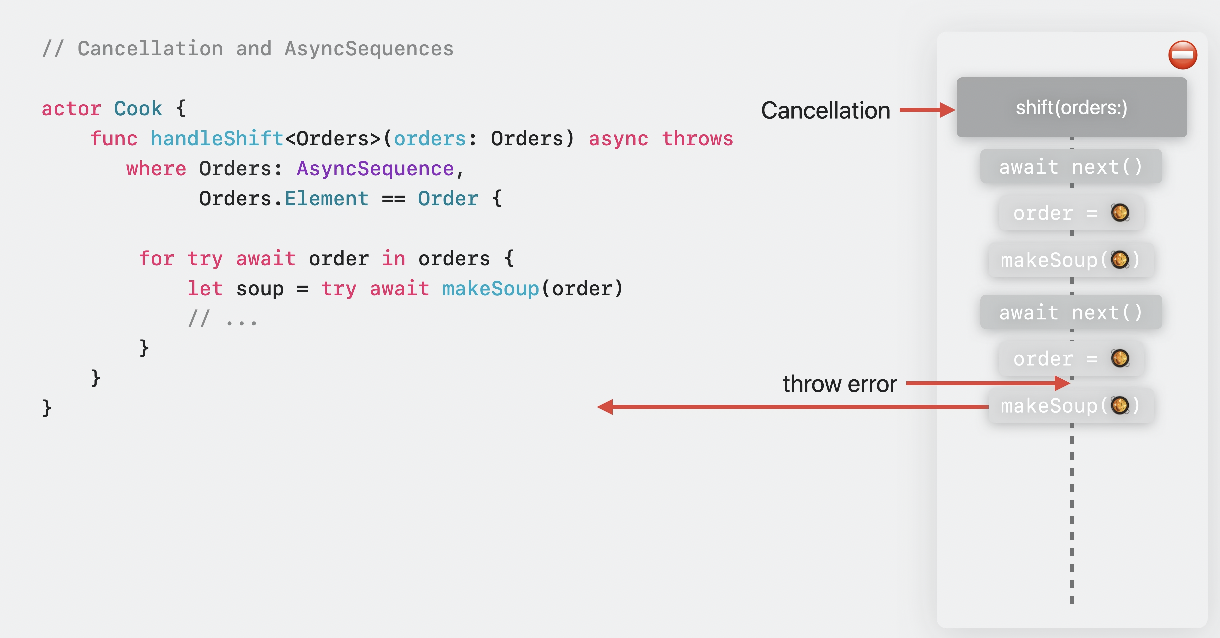 // Cancellation and AsyncSequences
actor Cook {
func handleShift<Orders>(orders: Orders) async throws
where Orders: AsyncSequence,
Orders.Element == Order {
for try await order in orders {
let soup = try await makeSoup(order)
// ...
}
}
}
Cancellation
shift(orders:)
await next()
order = 🥘
makeSoup(🥘)
await next()
order = 🥘
throw error
makeSoup(🥘)